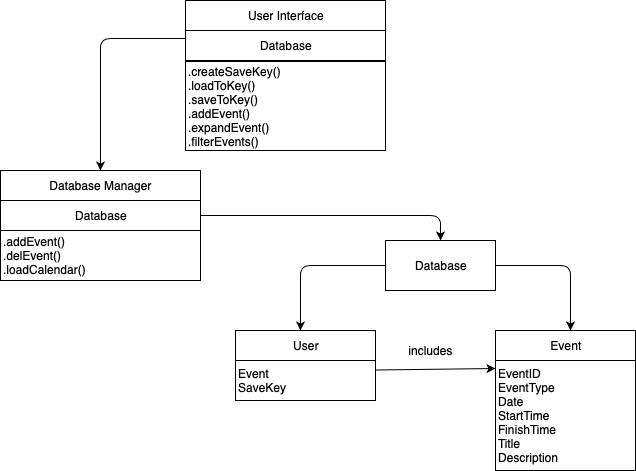 User Interface
Database
.createSaveKey()
.loadToKey()
.saveToKey()
.addEvent()
.expandEvent()
.filterEvents()
Database Manager
Database
.addEvent()
.delEvent()
.loadCalendar()
Database
User
Event
SaveKey
includes
Event
EventID
EventType
Date
StartTime
FinishTime
Title
Description